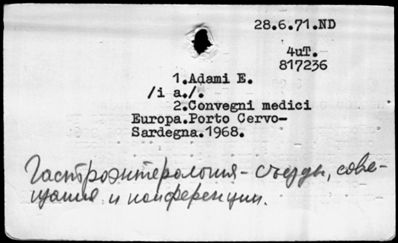 28.6.71.ND
4uT.
817236
1.Adami E.
/i a./.
2.Convegni medici
Europa.Porto Cervo-
Sardegna.1968.
Гастроэнтерология - съезды, сове-
щания и конференции.